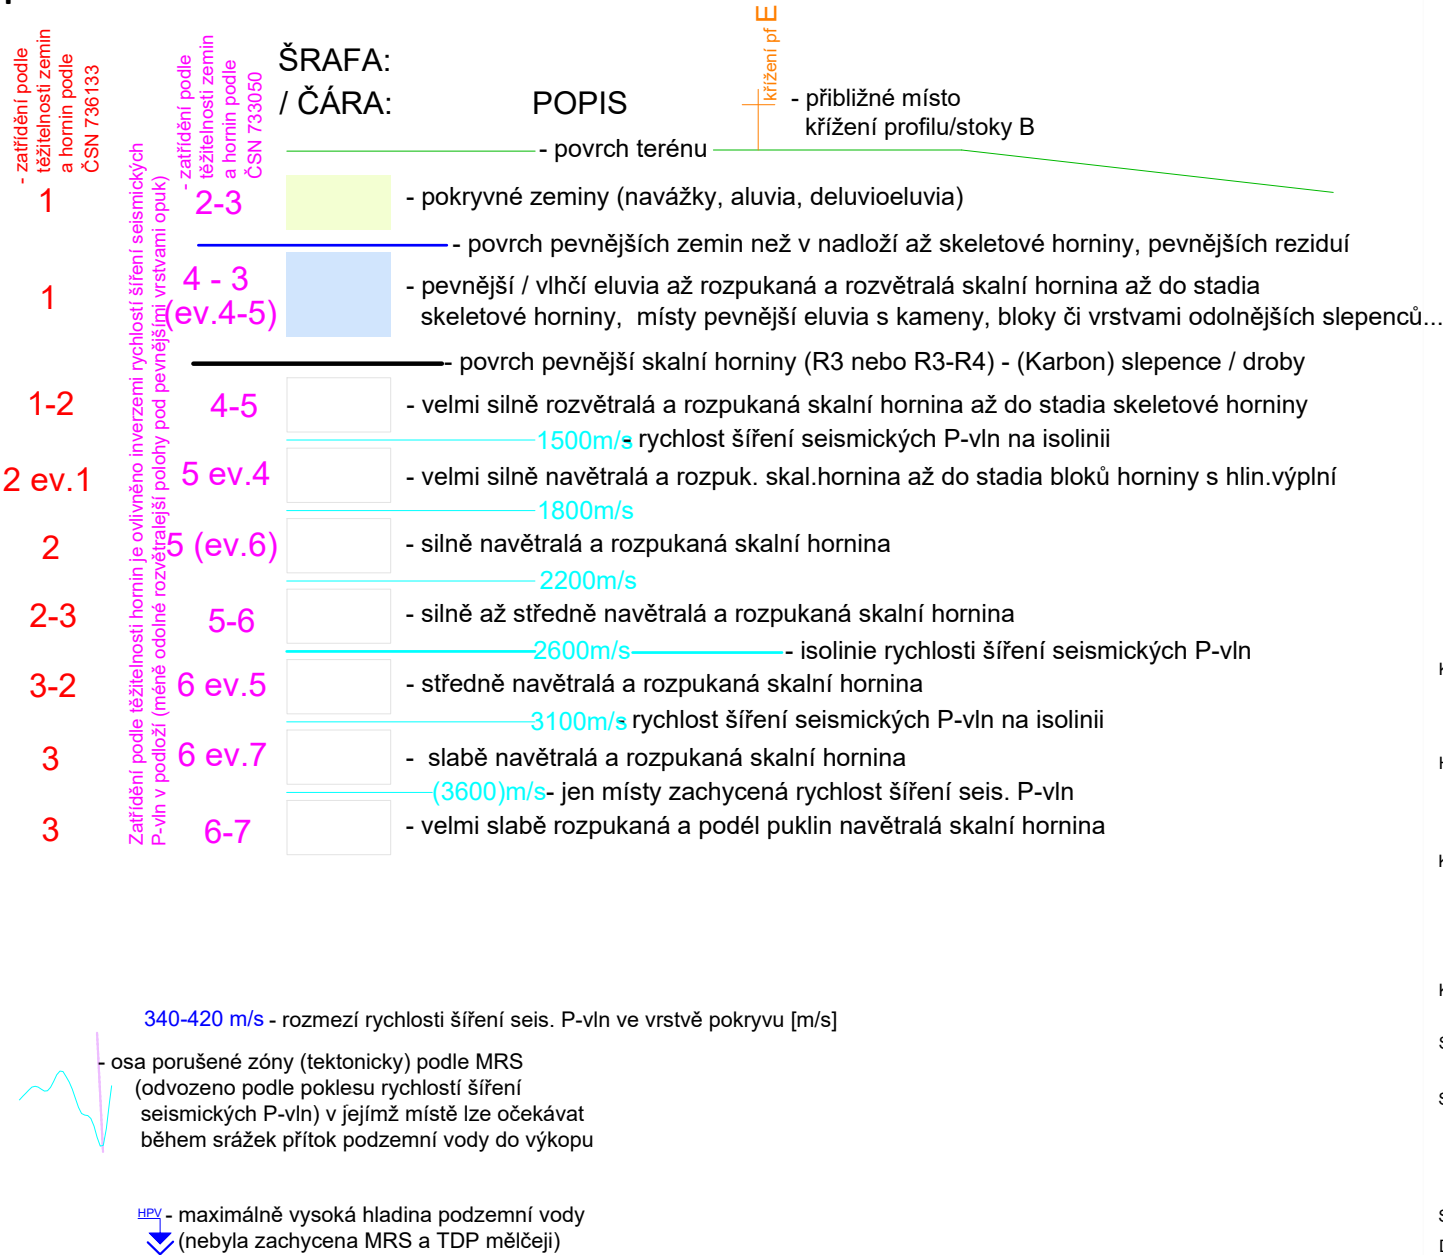 - zatřídění podle
těžitelnosti zemin
a hornin podle
ČSN 736133
- zatřídění podle
těžitelnosti zemin
a hornin podle
ČSN 733050
ŠRAFA:
/ ČÁRA:
POPIS
křížení pf E
- přibližné místo
křížení profilu/stoky B
- povrch terénu
1
2-3
- pokryvné zeminy (navážky, aluvia, deluvioeluvia)
- povrch pevnějších zemin než v nadloží až skeletové horniny, pevnějších reziduí
1
4 - 3
(ev.4-5)
- pevnější / vlhčí eluvia až rozpukaná a rozvětralá skalní hornina až do stadia
skeletové horniny, místy pevnější eluvia s kameny, bloky či vrstvami odolnějších slepenců...
- povrch pevnější skalní horniny (R3 nebo R3-R4) - (Karbon) slepence / droby
1-2
4-5
- velmi silně rozvětralá a rozpukaná skalní hornina až do stadia skeletové horniny
1500m/s - rychlost šíření seismických P-vln na isolinii
2 ev.1
5 ev.4
- velmi silně navětralá a rozpuk. skal.hornina až do stadia bloků horniny s hlin.výplní
1800m/s
2
5 (ev.6)
- silně navětralá a rozpukaná skalní hornina
2200m/s
2-3
5-6
- silně až středně navětralá a rozpukaná skalní hornina
2600m/s - isolinie rychlosti šíření seismických P-vln
3-2
6 ev.5
- středně navětralá a rozpukaná skalní hornina
3100m/s - rychlost šíření seismických P-vln na isolinii
3
6 ev.7
- slabě navětralá a rozpukaná skalní hornina
(3600)m/s - jen místy zachycená rychlost šíření seis. P-vln
3
6-7
- velmi slabě rozpukaná a podél puklin navětralá skalní hornina
Zatřídění podle těžitelnosti hornin je ovlivněno inverzemi rychlostí šíření seismických
P-vln v podloží (méně odolné rozvětralejší polohy pod pevnějšími vrstvami opuk)
340-420 m/s - rozmezí rychlosti šíření seis. P-vln ve vrstvě pokryvu [m/s]
- osa porušené zóny (tektonicky) podle MRS
(odvozeno podle poklesu rychlostí šíření
seismických P-vln) v jejímž místě lze očekávat
během srážek přítok podzemní vody do výkopu
HPV - maximálně vysoká hladina podzemní vody
(nebyla zachycena MRS a TDP mělčeji)